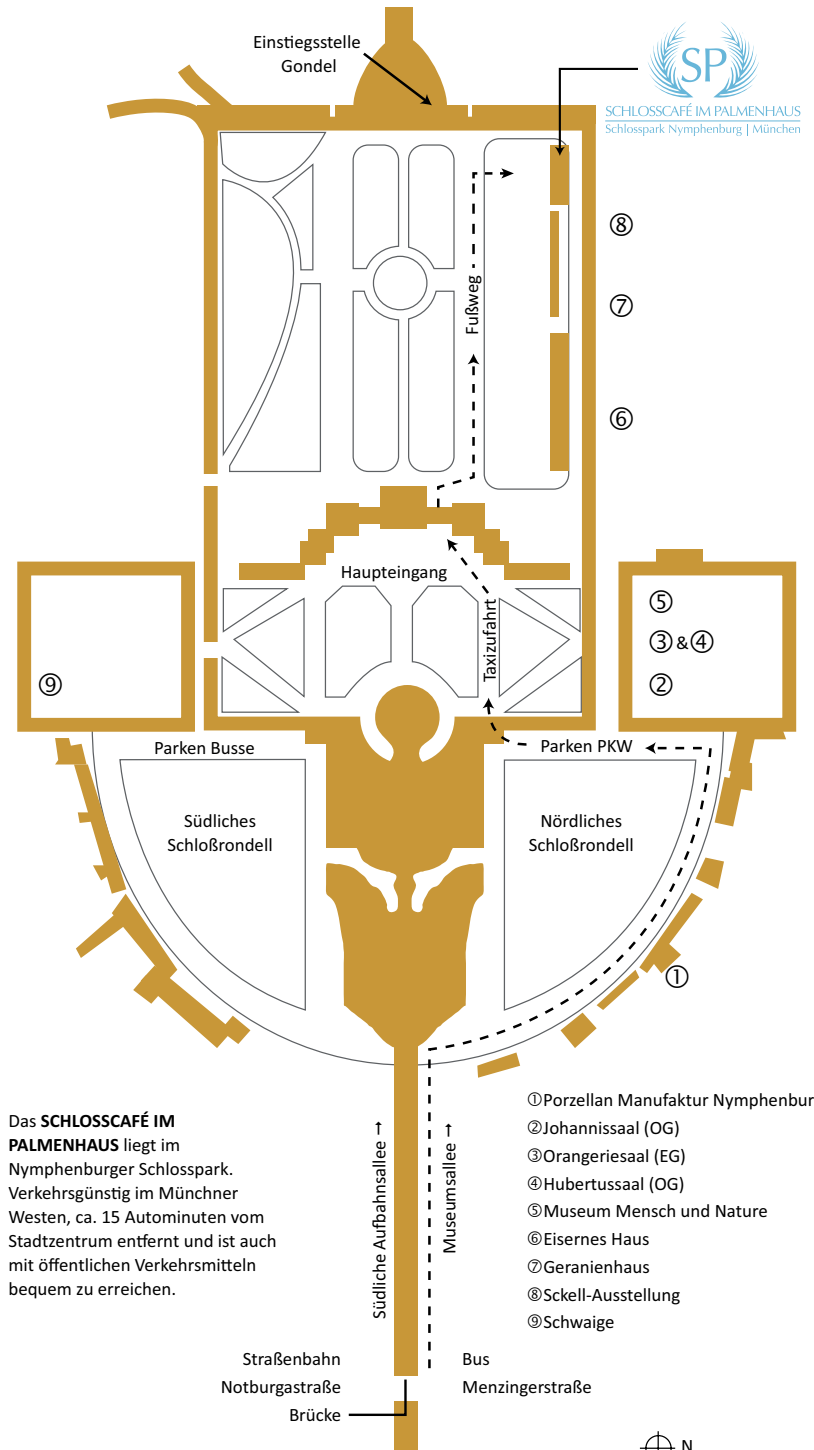 Einstiegsstelle
Gondel
SP
SCHLOSSCAFÉ IM PALMENHAUS
Schlosspark Nymphenburg | München
⑧
Fußweg
⑦
⑥
Haupteingang
Taxizufahrt
⑤
③ & ④
②
⑨
Parken Busse
Parken PKW
Südliches
Schloßrondell
Nördliches
Schloßrondell
①
Das SCHLOSSCAFÉ IM
PALMENHAUS liegt im
Nymphenburger Schlosspark.
Verkehrsgünstig im Münchner
Westen, ca. 15 Autominuten vom
Stadtzentrum entfernt und ist auch
mit öffentlichen Verkehrsmitteln
bequem zu erreichen.
Südliche Auffahrtsallee →
Museumsallee →
①Porzellan Manufaktur Nymphenbur
②Johannissaal (OG)
③Orangeriesaal (EG)
④Hubertussaal (OG)
⑤Museum Mensch und Nature
⑥Eisernes Haus
⑦Geranienhaus
⑧Sckell-Ausstellung
⑨Schwaige
Straßenbahn
Notburgastraße
Brücke
Bus
Menzingerstraße
N